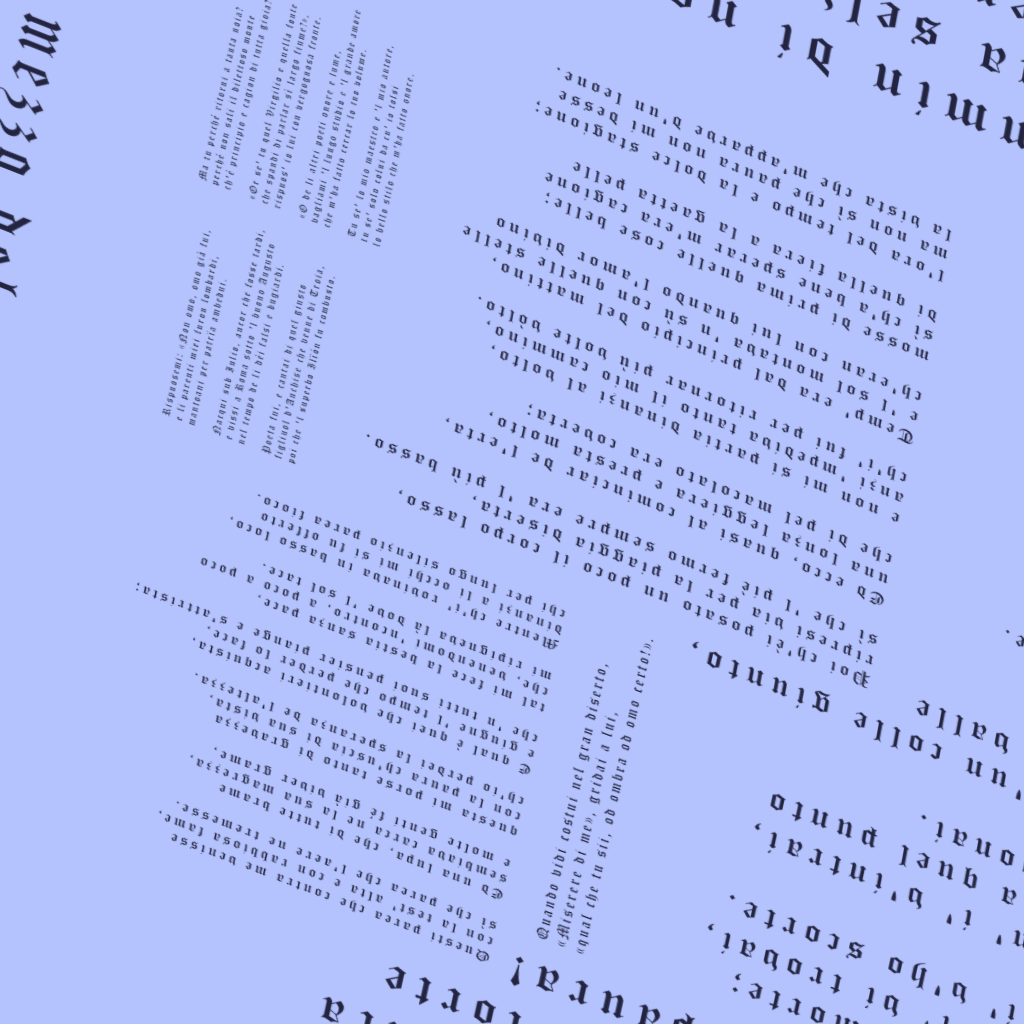 mezzo del
mmin di no
a sel
forte
paura!
morte;
i' vi trovai,
i' v'ho scorte.
i' v'intrai,
a quel punto
onai.
'un colle giunto,
valle
Poi ch'èi posato un poco il corpo lasso,
ripresi via per la piaggia diserta,
sì che 'l piè fermo sempre era 'l più basso.
Ed ecco, quasi al cominciar de l'erta,
una lonza leggiera e presta molto,
che di pel macolato era coverta;
e non mi si partia dinanzi al volto,
anzi 'mpediva tanto il mio cammino,
ch'i' fui per ritornar più volte vòlto.
Temp' era dal principio del mattino,
e 'l sol montava 'n sù con quelle stelle
ch'eran con lui quando l'amor divino
mosse di prima quelle cose belle;
sì ch'a bene sperar m'era cagione
di quella fiera a la gaetta pelle
l'ora del tempo e la dolce stagione;
ma non sì che paura non mi desse
la vista che m'apparve d'un leone.
Questi parea che contra me venisse
con la test' alta e con rabbiosa fame,
sì che parea che l'aere ne tremesse.
Ed una lupa, che di tutte brame
sembiava carca ne la sua magrezza,
e molte genti fé già viver grame,
questa mi porse tanto di gravezza
con la paura ch'uscia di sua vista,
ch'io perdei la speranza de l'altezza.
E qual è quei che volontieri acquista,
e giugne 'l tempo che perder lo face,
che 'n tutti suoi pensier piange e s'attrista;
tal mi fece la bestia sanza pace,
che, venendomi 'ncontro, a poco a poco
mi ripigneva là dove 'l sol tace.
Mentre ch'i' rovinava in basso loco,
dinanzi a li occhi mi si fu offerto
chi per lungo silenzio parea fioco.
Quando vidi costui nel gran diserto,
«Miserere di me», gridai a lui,
«qual che tu sii, od ombra od omo certo!».
Rispuosemi: «Non omo, omo già fui,
e li parenti miei furon lombardi,
mantoani per patrïa ambedui.
Nacqui sub Iulio, ancor che fosse tardi,
e vissi a Roma sotto 'l buono Augusto
nel tempo de li dèi falsi e bugiardi.
Poeta fui, e cantai di quel giusto
figliuol d'Anchise che venne di Troia,
poi che 'l superbo Ilïón fu combusto.
Ma tu perché ritorni a tanta noia?
perché non sali il dilettoso monte
ch'è principio e cagion di tutta gioia?
«Or se' tu quel Virgilio e quella fonte
che spandi di parlar sì largo fiume?»,
rispuos' io lui con vergognosa fronte.
«O de li altri poeti onore e lume,
vagliami 'l lungo studio e 'l grande amore
che m'ha fatto cercar lo tuo volume.
Tu se' lo mio maestro e 'l mio autore,
tu se' solo colui da cu' io tolsi
lo bello stilo che m'ha fatto onore.